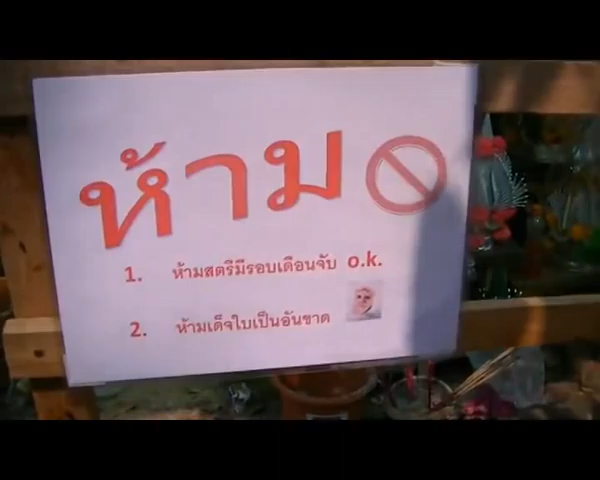 ห้าม
1. ห้ามสตรีมีรอบเดือนจับ o.k.
2. ห้ามเด็จใบเป็นอันขาด